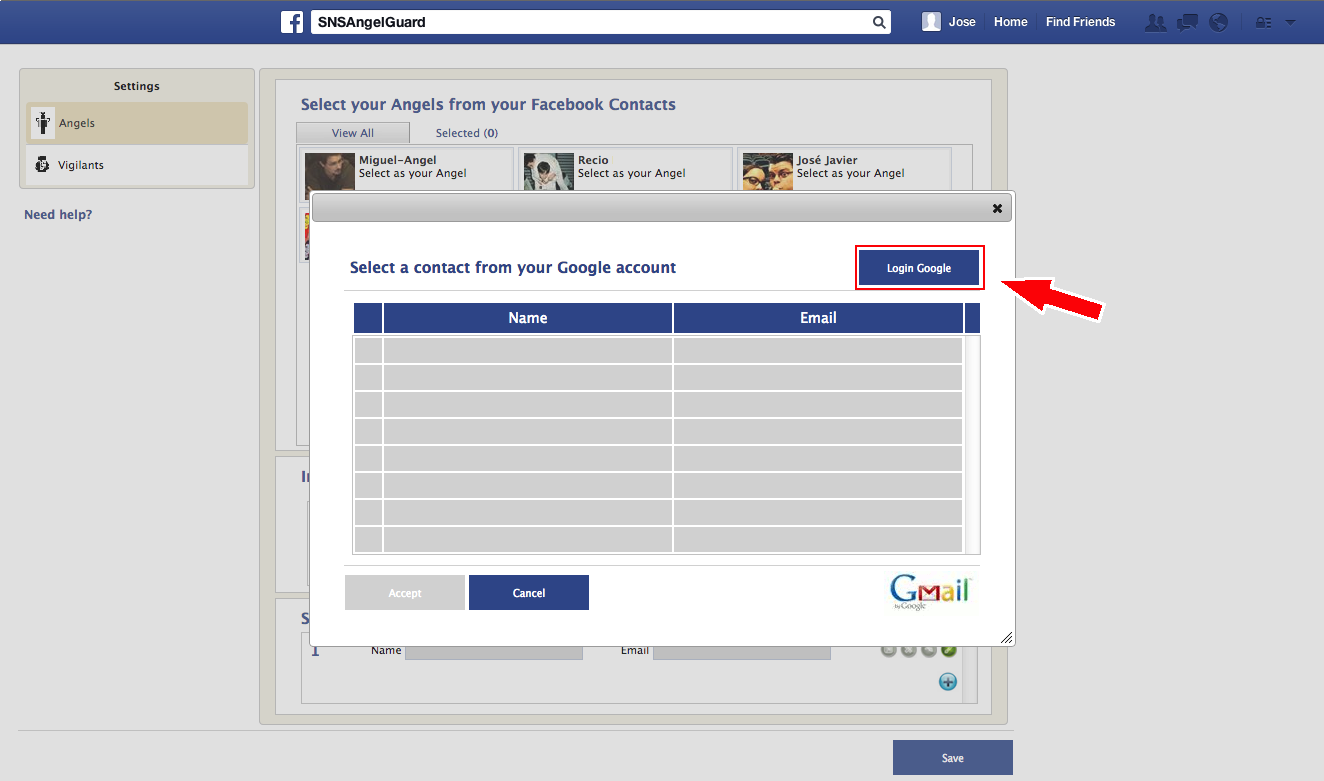 SNSAngelGuard
Jose
Home
Find Friends
Settings
Angels
Vigilants
Need help?
Select your Angels from your Facebook Contacts
View All
Selected (0)
Miguel-Angel
Select as your Angel
Recio
Select as your Angel
José Javier
Select as your Angel
Select a contact from your Google account
Login Google
Name
Email
Accept
Cancel
Gmail
by Google
1
Name
Email
Save